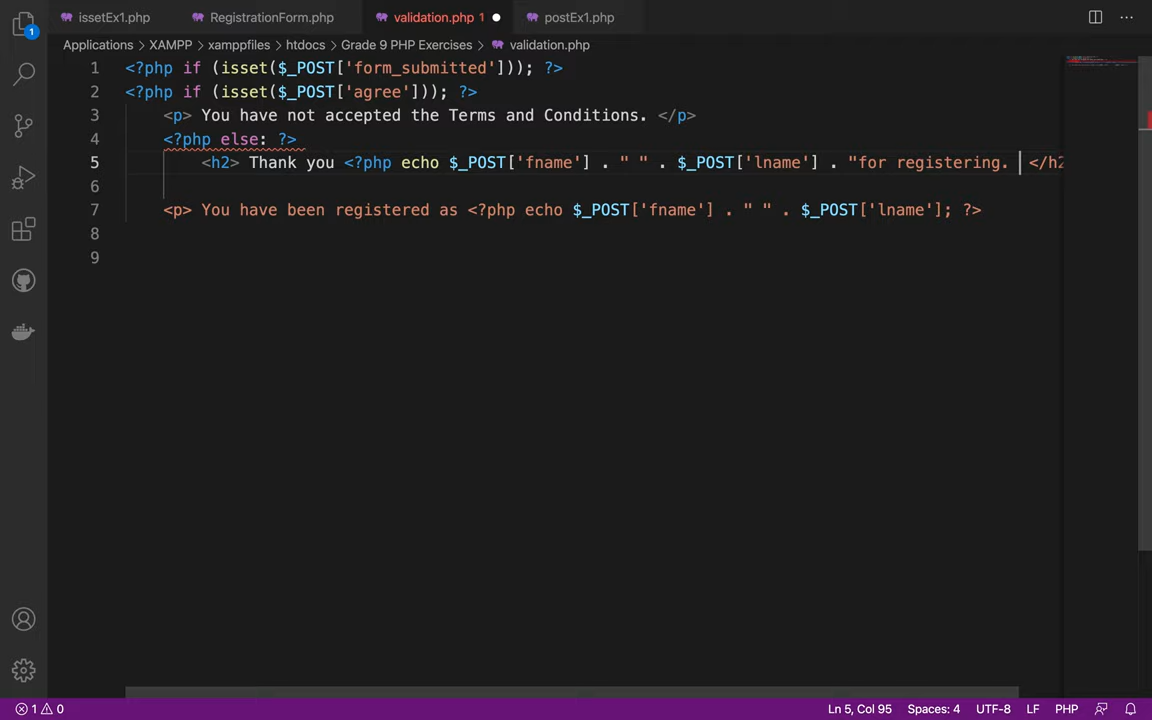 issetEx1.php RegistrationForm.php validation.php 1 postEx1.php
Applications > XAMPP > xamppfiles > htdocs > Grade 9 PHP Exercises > validation.php
1 <?php if (isset($_POST['form_submitted'])); ?>
2 <?php if (isset($_POST['agree'])); ?>
3 <p> You have not accepted the Terms and Conditions. </p>
4 <?php else: ?>
5 <h2> Thank you <?php echo $_POST['fname'] . " " . $_POST['lname'] . "for registering. </h2
6
7 <p> You have been registered as <?php echo $_POST['fname'] . " " . $_POST['lname']; ?>
8
9
1
1 0 Ln 5, Col 95 Spaces: 4 UTF-8 LF PHP